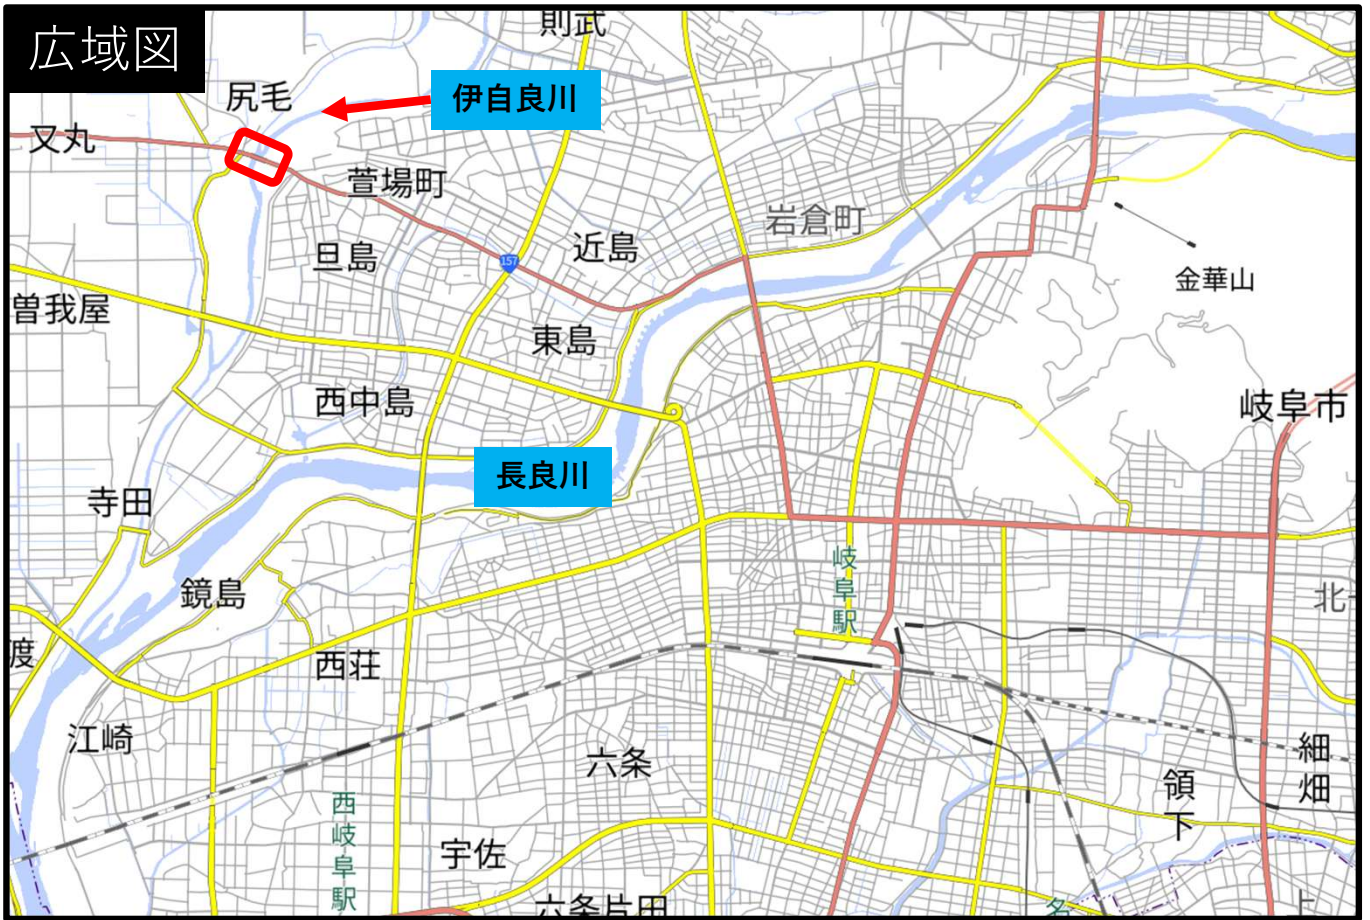 広域図
則武
尻毛
伊自良川
又丸
萱場町
岩倉町
旦島
近島
157
金華山
曽我屋
東島
西中島
岐阜市
長良川
寺田
岐阜駅
鏡島
北一
渡
西荘
江崎
六条
細畑
領下
西岐阜駅
宇佐
六条片田
名
上